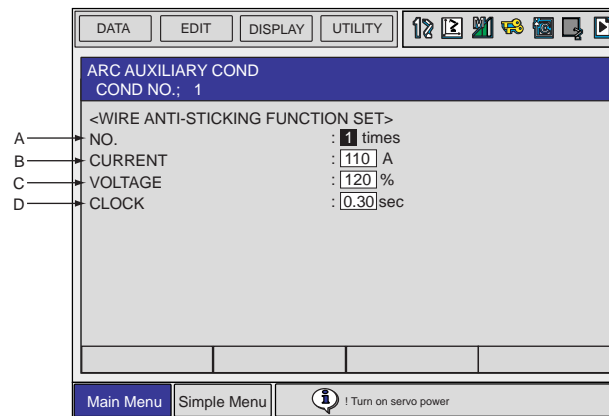 DATA EDIT DISPLAY UTILITY
ARC AUXILIARY COND
COND NO.; 1
<WIRE ANTI-STICKING FUNCTION SET>
A NO. : 1 times
B CURRENT : 110 A
C VOLTAGE : 120 %
D CLOCK : 0.30 sec
Main Menu Simple Menu ! Turn on servo power